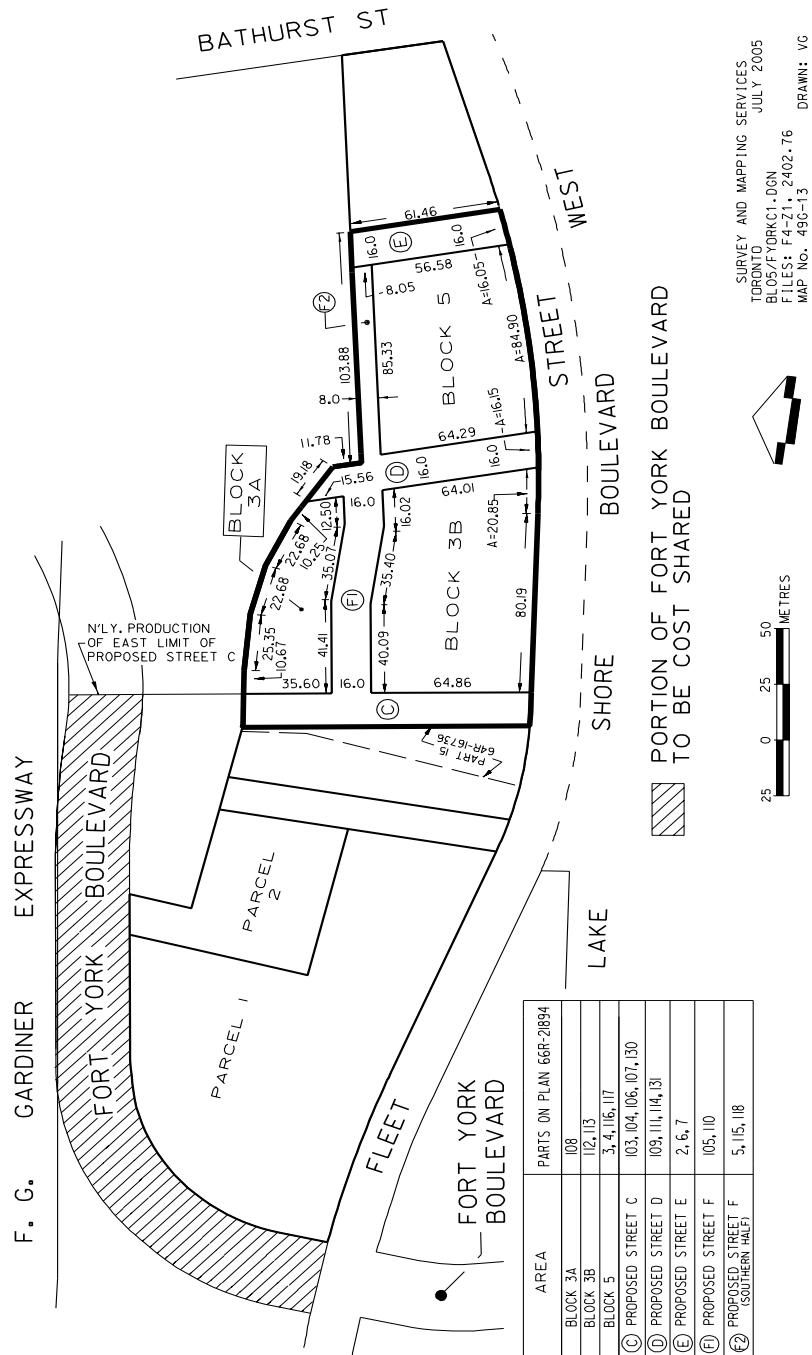 F. G. GARDINER EXPRESSWAY
BATHURST ST
FORT YORK BOULEVARD
N'LY. PRODUCTION
OF EAST LIMIT OF
PROPOSED STREET C
BLOCK
3A
PARCEL 1
PARCEL
2
PART 15
64R-16736
25.35
10.67
22.68
22.68
10.25
19.18
11.78
15.56
12.50
35.07
41.41
35.60
16.0
F1
16.0
16.02
35.40
40.09
64.86
C
BLOCK 3B
80.19
A=20.85
64.01
D
16.0
16.0
64.29
A=16.15
8.0
103.88
F2
85.33
8.05
BLOCK 5
A=84.90
56.58
E
16.0
16.0
A=16.05
61.46
FLEET STREET
LAKE SHORE BOULEVARD WEST
FORT YORK
BOULEVARD
PORTION OF FORT YORK BOULEVARD
TO BE COST SHARED
AREA PARTS ON PLAN 66R-21894
BLOCK 3A 108
BLOCK 3B 112, 113
BLOCK 5 3, 4, 116, 117
C PROPOSED STREET C 103, 104, 106, 107, 130
D PROPOSED STREET D 109, 111, 114, 131
E PROPOSED STREET E 2, 6, 7
F1 PROPOSED STREET F 105, 110
F2 PROPOSED STREET F 5, 115, 118
(SOUTHERN HALF)
25 0 25 50
METRES
SURVEY AND MAPPING SERVICES
TORONTO JULY 2005
BL05/FYORKC1.DGN
FILES: F4-Z1, 2402.76
MAP No. 49G-13 DRAWN: VG